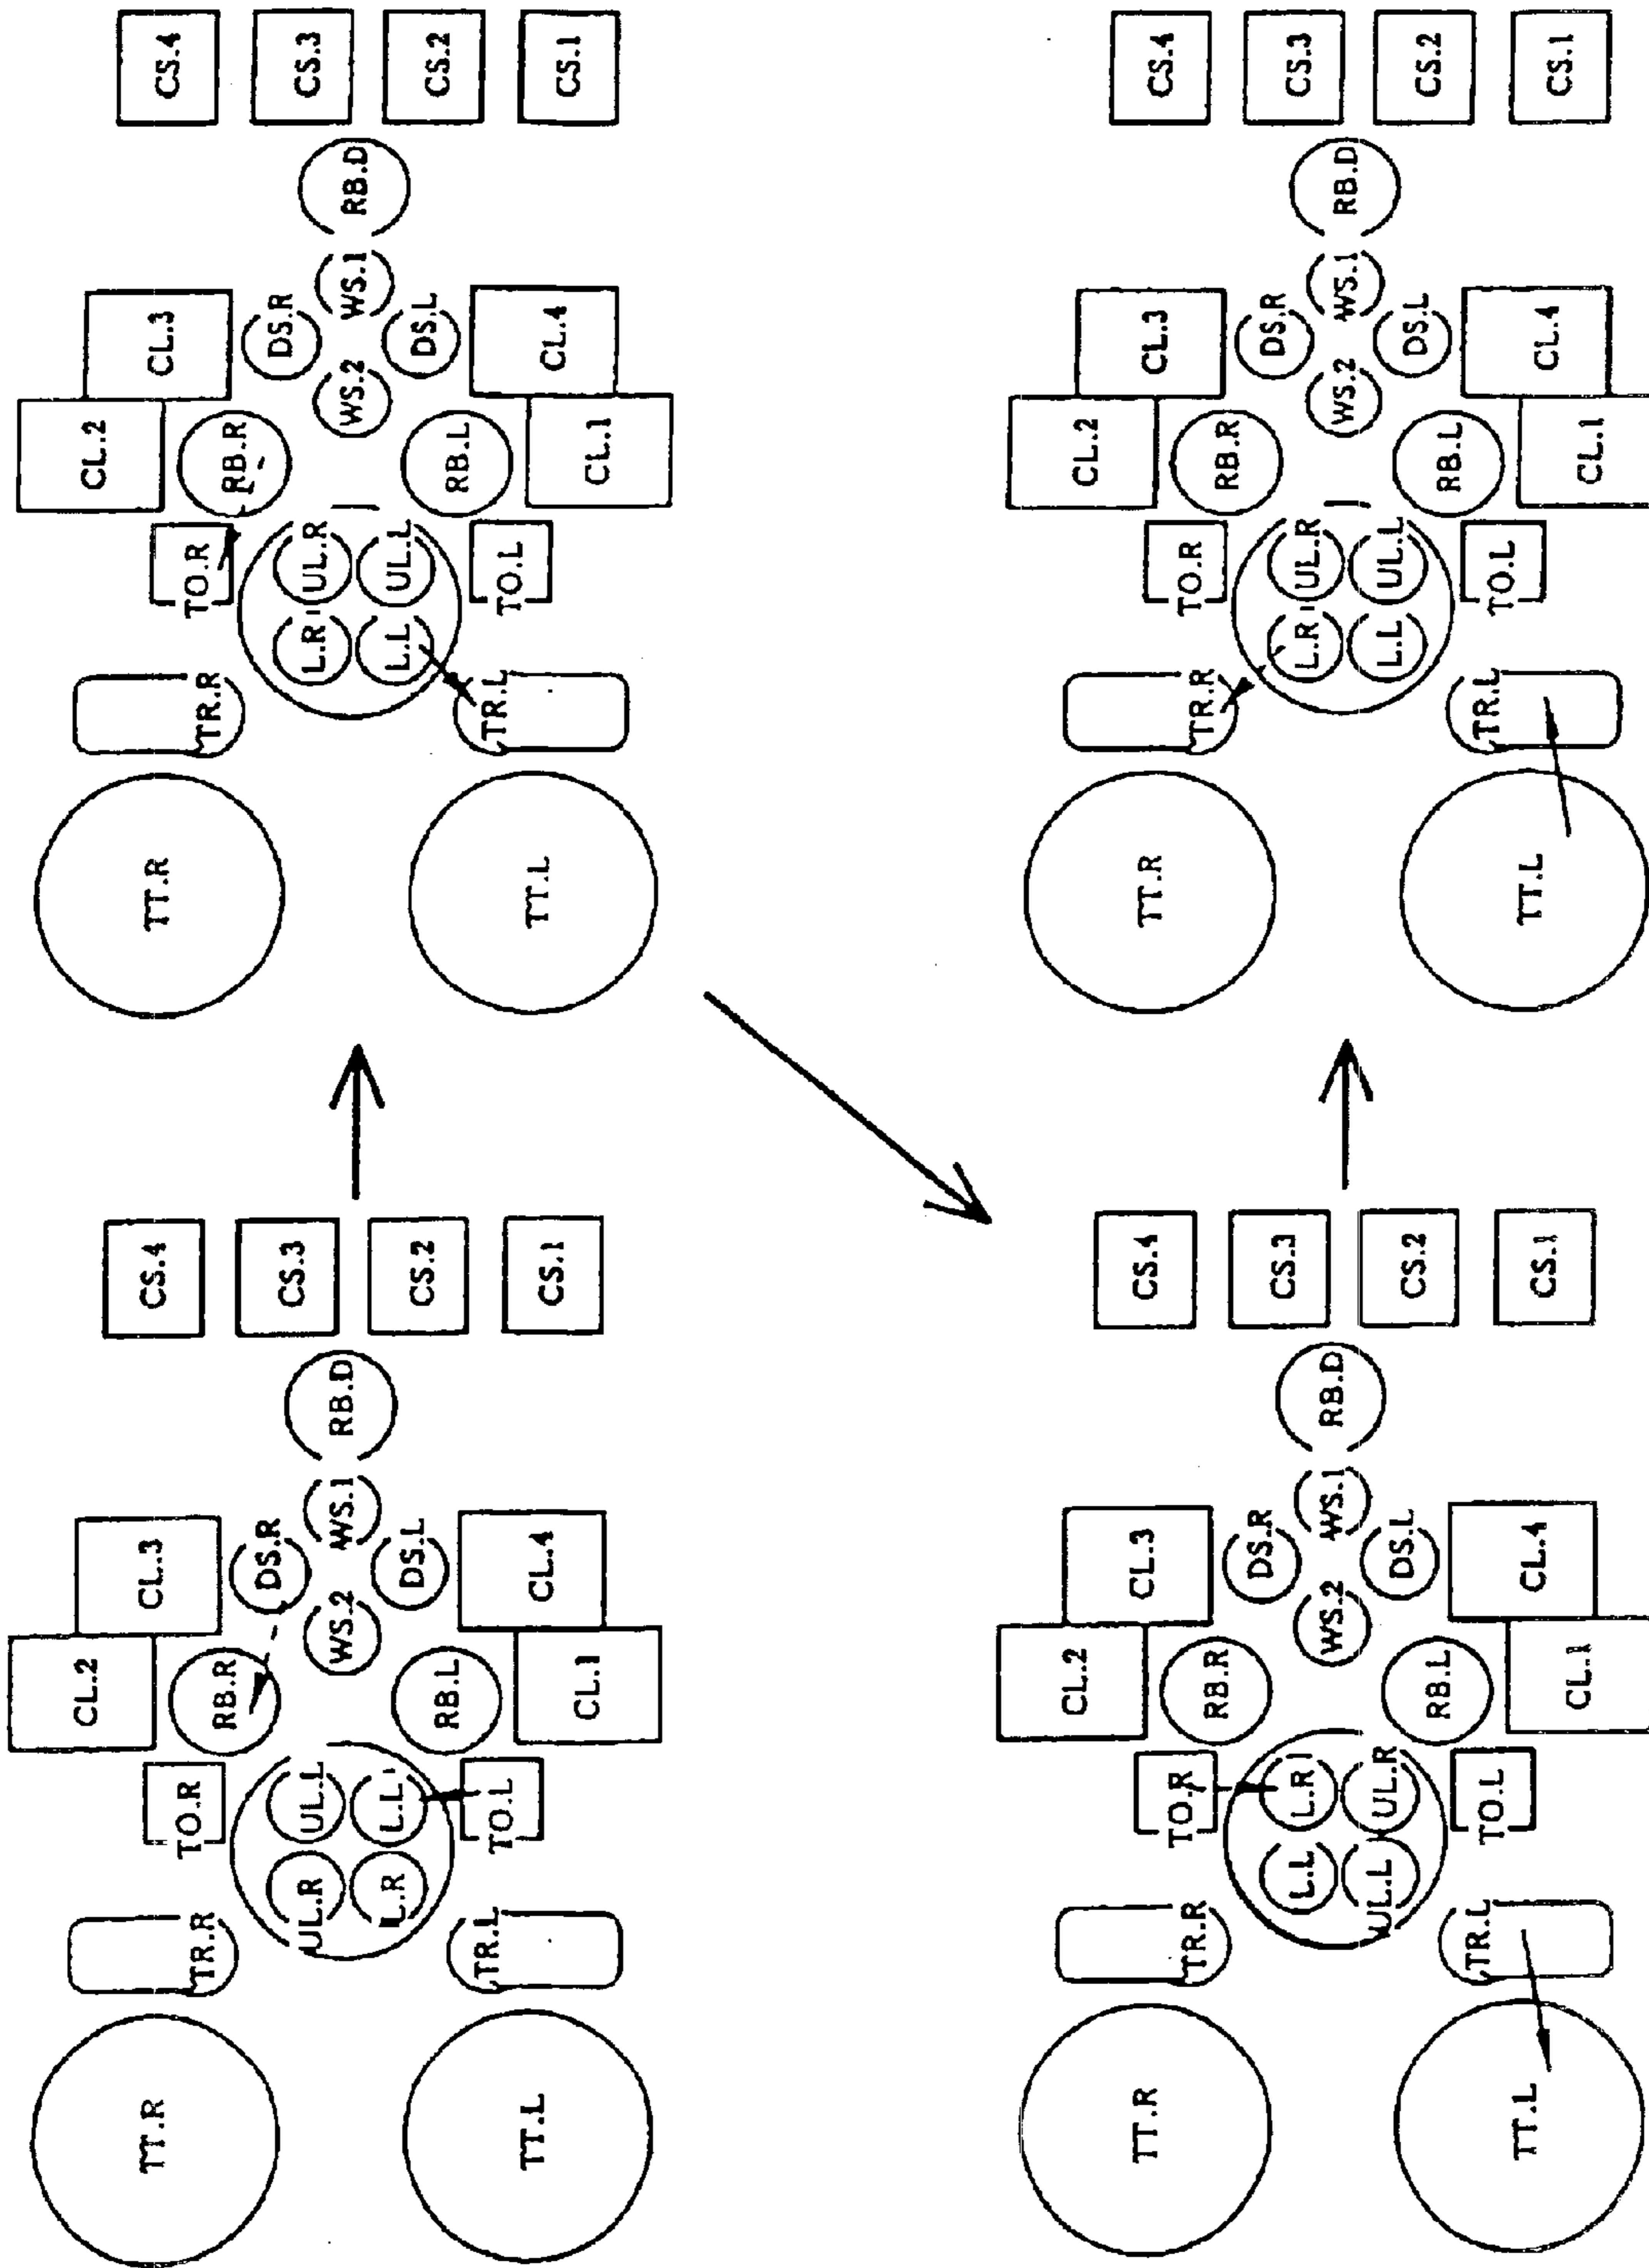 CL.2
CL.3
CS.4
TT.R
TR.R
TO.R
RB.R
DS.R
CS.3
UL.R
UL.L
WS.2
WS.1
RB.D
L.R
L.L
DS.L
CS.2
RB.L
TR.L
TO.L
TT.L
CL.4
CL.1
CS.1
CL.2
CL.3
CS.4
TT.R
TR.R
TO.R
RB.R
DS.R
CS.3
L.R
UL.R
WS.2
WS.1
RB.D
L.L
UL.L
DS.L
CS.2
RB.L
TR.L
TO.L
TT.L
CL.4
CL.1
CS.1
CL.2
CL.3
CS.4
TT.R
TR.R
TO.R
RB.R
DS.R
CS.3
L.L
L.R
WS.2
WS.1
RB.D
UL.L
UL.R
DS.L
CS.2
RB.L
TR.L
TO.L
TT.L
CL.4
CL.1
CS.1
CL.2
CL.3
CS.4
TT.R
TR.R
TO.R
RB.R
DS.R
CS.3
L.R
UL.R
WS.2
WS.1
RB.D
L.L
UL.L
DS.L
CS.2
RB.L
TR.L
TO.L
TT.L
CL.4
CL.1
CS.1